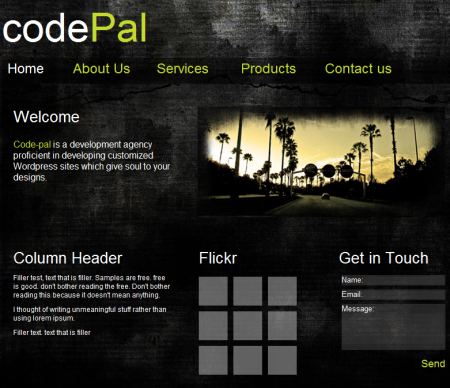 codePal
Home About Us Services Products Contact us
Welcome
Code-pal is a development agency
proficient in developing customized
Wordpress sites which give soul to your
designs.
Column Header
Filler test, text that is filler. Samples are free. free
is good. don't bother reading the free. Don't bother
reading this because it doesn't mean anything.
I thought of writing unmeaningful stuff rather than
using lorem ipsum.
Filler text. text that is filler
Flickr
Get in Touch
Name:
Email:
Message:
Send